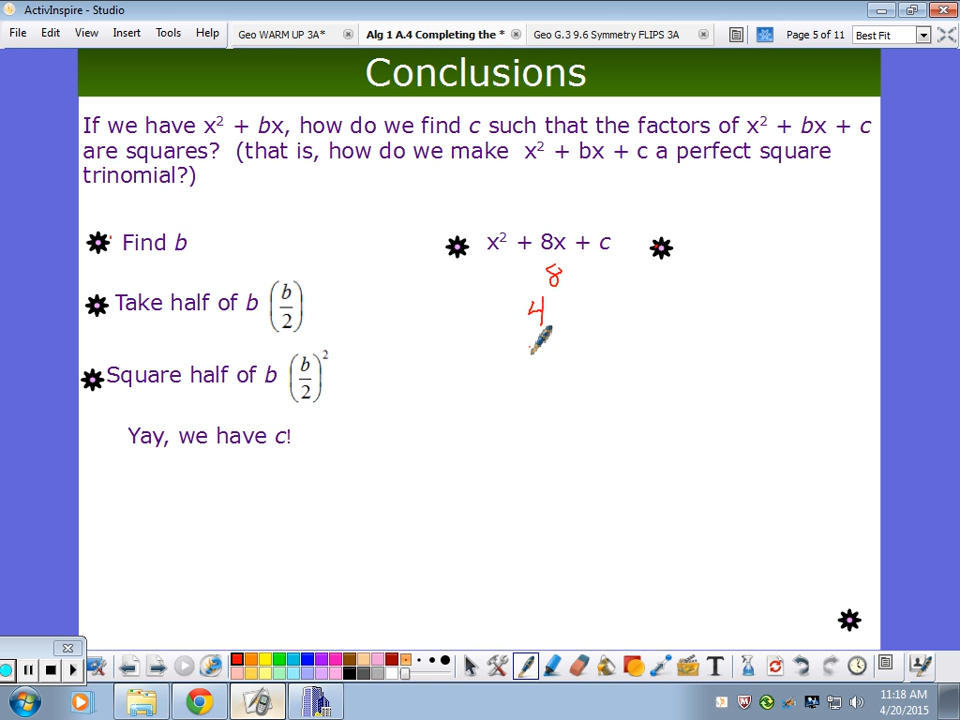 ActivInspire - Studio
File Edit View Insert Tools Help
Geo WARM UP 3A*
Alg 1 A.4 Completing the *
Geo G.3 9.6 Symmetry FLIPS 3A
Page 5 of 11
Best Fit
Conclusions
If we have x² + bx, how do we find c such that the factors of x² + bx + c
are squares? (that is, how do we make x² + bx + c a perfect square
trinomial?)
Find b
x² + 8x + c
8
Take half of b (b/2)
4
Square half of b (b/2)²
Yay, we have c!
T
11:18 AM
4/20/2015